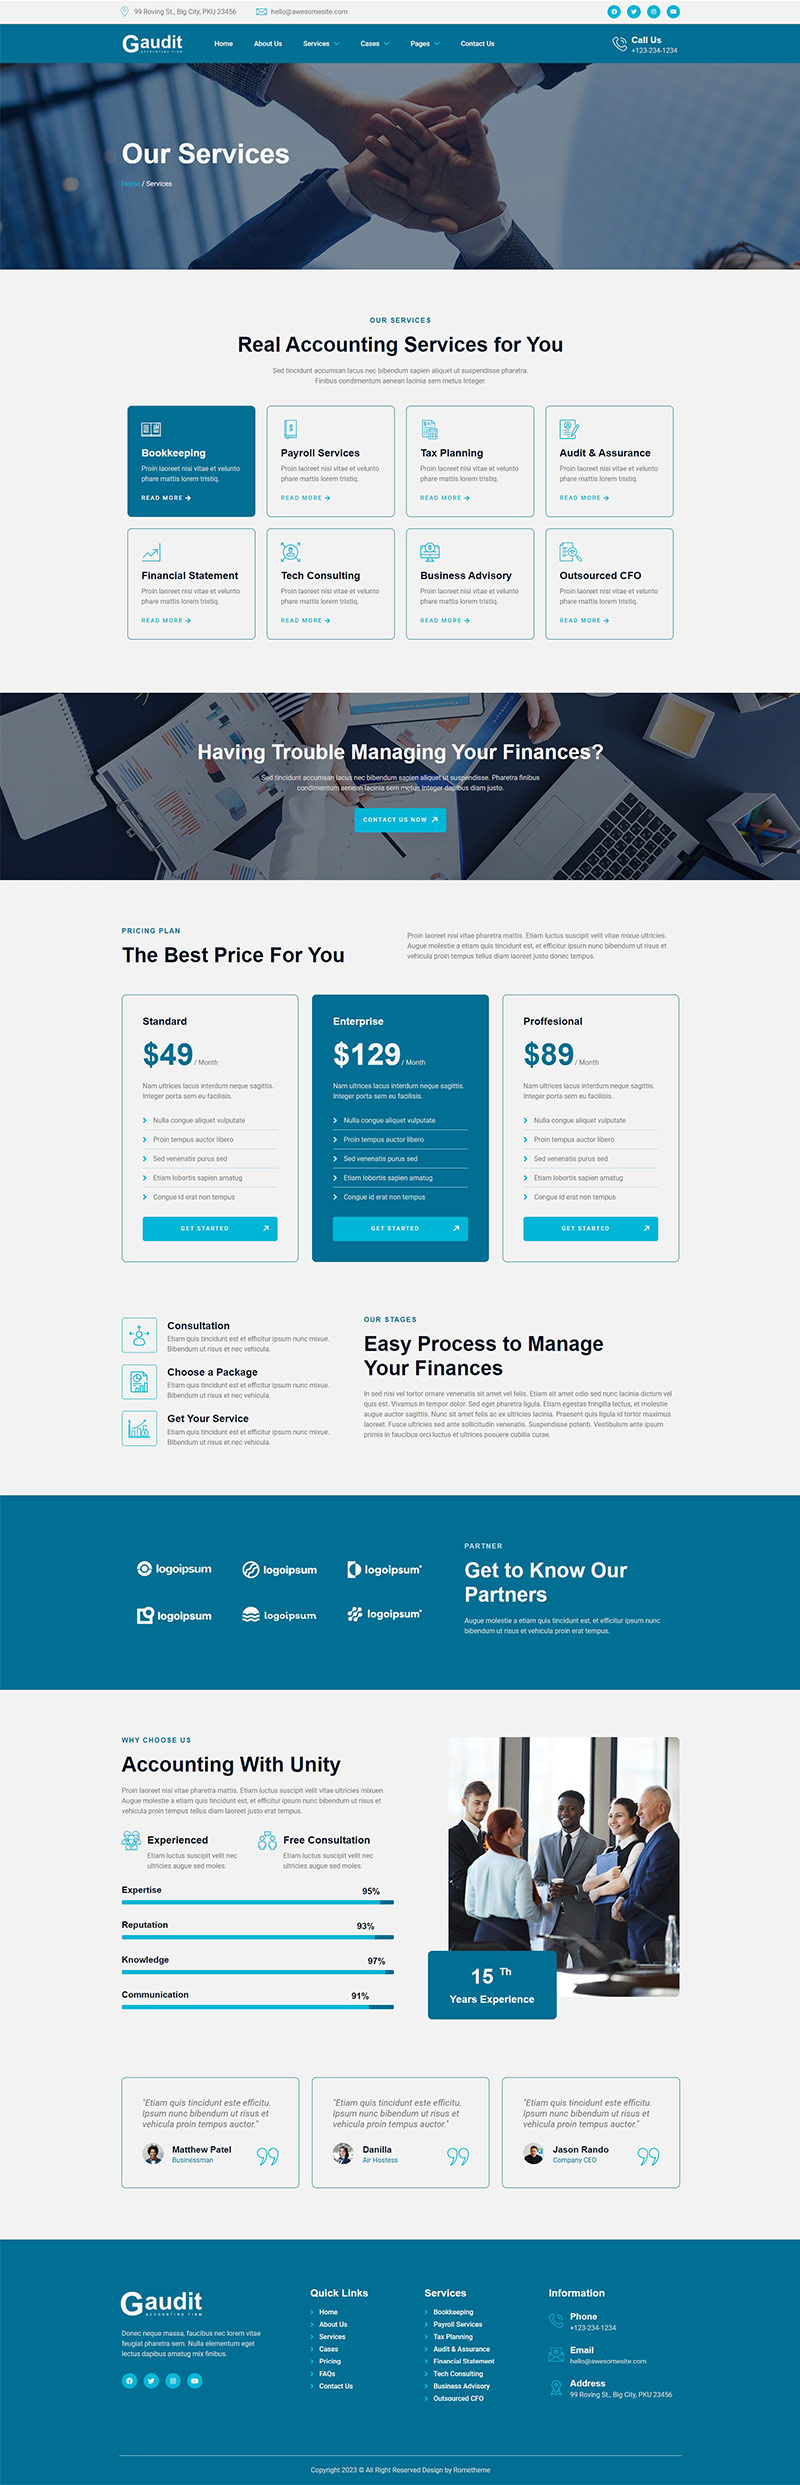 99 Roving St., Big City, PKU 23456
hello@awesomesite.com
Gaudit
ACCOUNTING FIRM
Home
About Us
Services
Cases
Pages
Contact Us
Call Us
+123-234-1234
Our Services
Home / Services
OUR SERVICES
Real Accounting Services for You
Sed tincidunt accumsan lacus nec bibendum sapien aliquet ut suspendisse pharetra.
Finibus condimentum aenean lacinia sem metus Integer.
Bookkeeping
Proin laoreet nisi vitae et velunto
phare mattis lorem tristiq.
READ MORE
Payroll Services
Proin laoreet nisi vitae et velunto
phare mattis lorem tristiq.
READ MORE
Tax Planning
Proin laoreet nisi vitae et velunto
phare mattis lorem tristiq.
READ MORE
Audit & Assurance
Proin laoreet nisi vitae et velunto
phare mattis lorem tristiq.
READ MORE
Financial Statement
Proin laoreet nisi vitae et velunto
phare mattis lorem tristiq.
READ MORE
Tech Consulting
Proin laoreet nisi vitae et velunto
phare mattis lorem tristiq.
READ MORE
Business Advisory
Proin laoreet nisi vitae et velunto
phare mattis lorem tristiq.
READ MORE
Outsourced CFO
Proin laoreet nisi vitae et velunto
phare mattis lorem tristiq.
READ MORE
Having Trouble Managing Your Finances?
Sed tincidunt accumsan lacus nec bibendum sapien aliquet ut suspendisse. Pharetra finibus
condimentum aenean lacinia sem metus Integer dapibus diam justo.
CONTACT US NOW
PRICING PLAN
The Best Price For You
Proin laoreet nisi vitae pharetra mattis. Etiam luctus suscipit velit vitae mixue ultricies.
Augue molestie a etiam quis tincidunt est, et efficitur ipsum nunc bibendum ut risus et
vehicula proin tempus tellus diam laoreet justo donec tempus.
Standard
$49 / Month
Nam ultrices lacus interdum neque sagittis.
Integer porta sem eu facilisis.
Nulla congue aliquet vulputate
Proin tempus auctor libero
Sed venenatis purus sed
Etiam lobortis sapien amatug
Congue id erat non tempus
GET STARTED
Enterprise
$129 / Month
Nam ultrices lacus interdum neque sagittis.
Integer porta sem eu facilisis.
Nulla congue aliquet vulputate
Proin tempus auctor libero
Sed venenatis purus sed
Etiam lobortis sapien amatug
Congue id erat non tempus
GET STARTED
Proffesional
$89 / Month
Nam ultrices lacus interdum neque sagittis.
Integer porta sem eu facilisis.
Nulla congue aliquet vulputate
Proin tempus auctor libero
Sed venenatis purus sed
Etiam lobortis sapien amatug
Congue id erat non tempus
GET STARTED
Consultation
Etiam quis tincidunt est et efficitur ipsum nunc mixue.
Bibendum ut risus et nec vehicula.
Choose a Package
Etiam quis tincidunt est et efficitur ipsum nunc mixue.
Bibendum ut risus et nec vehicula.
Get Your Service
Etiam quis tincidunt est et efficitur ipsum nunc mixue.
Bibendum ut risus et nec vehicula.
OUR STAGES
Easy Process to Manage
Your Finances
In sed nisi vel tortor ornare venenatis sit amet vel felis. Etiam sit amet odio sed nunc lacinia dictum vel
quis est. Vivamus in tempor dolor. Sed eget pharetra ligula. Etiam egestas fringilla lectus, et molestie
augue auctor sagittis. Nunc sit amet felis ac ex ultricies lacinia. Praesent quis ligula id tortor maximus
laoreet. Fusce ultricies sed ante sollicitudin venenatis. Suspendisse potenti. Vestibulum ante ipsum
primis in faucibus orci luctus et ultrices posuere cubilia curae.
logoipsum
logoipsum
logoipsum
logoipsum
logoipsum
logoipsum
PARTNER
Get to Know Our
Partners
Augue molestie a etiam quis tincidunt est, et efficitur ipsum nunc
bibendum ut risus et vehicula proin erat tempus.
WHY CHOOSE US
Accounting With Unity
Proin laoreet nisi vitae pharetra mattis. Etiam luctus suscipit velit vitae ultricies mixuen.
Augue molestie a etiam quis tincidunt est, et efficitur ipsum nunc bibendum ut risus et
vehicula proin tempus tellus diam laoreet justo erat tempus.
Experienced
Etiam luctus suscipit velit nec
ultricies augue sed moles.
Free Consultation
Etiam luctus suscipit velit nec
ultricies augue sed moles.
Expertise 95%
Reputation 93%
Knowledge 97%
Communication 91%
15 Th
Years Experience
"Etiam quis tincidunt este efficitu.
Ipsum nunc bibendum ut risus et
vehicula proin tempus auctor."
Matthew Patel
Businessman
"Etiam quis tincidunt este efficitu.
Ipsum nunc bibendum ut risus et
vehicula proin tempus auctor."
Danilla
Air Hostess
"Etiam quis tincidunt este efficitu.
Ipsum nunc bibendum ut risus et
vehicula proin tempus auctor."
Jason Rando
Company CEO
Gaudit
ACCOUNTING FIRM
Donec neque massa, faucibus nec lorem vitae
feugiat pharetra sem. Nulla elementum eget
lectus dapibus amatug mix finibus.
Quick Links
Home
About Us
Services
Cases
Pricing
FAQs
Contact Us
Services
Bookkeeping
Payroll Services
Tax Planning
Audit & Assurance
Financial Statement
Tech Consulting
Business Advisory
Outsourced CFO
Information
Phone
+123-234-1234
Email
hello@awesomesite.com
Address
99 Roving St., Big City, PKU 23456
Copyright 2023 © All Right Reserved Design by Rometheme